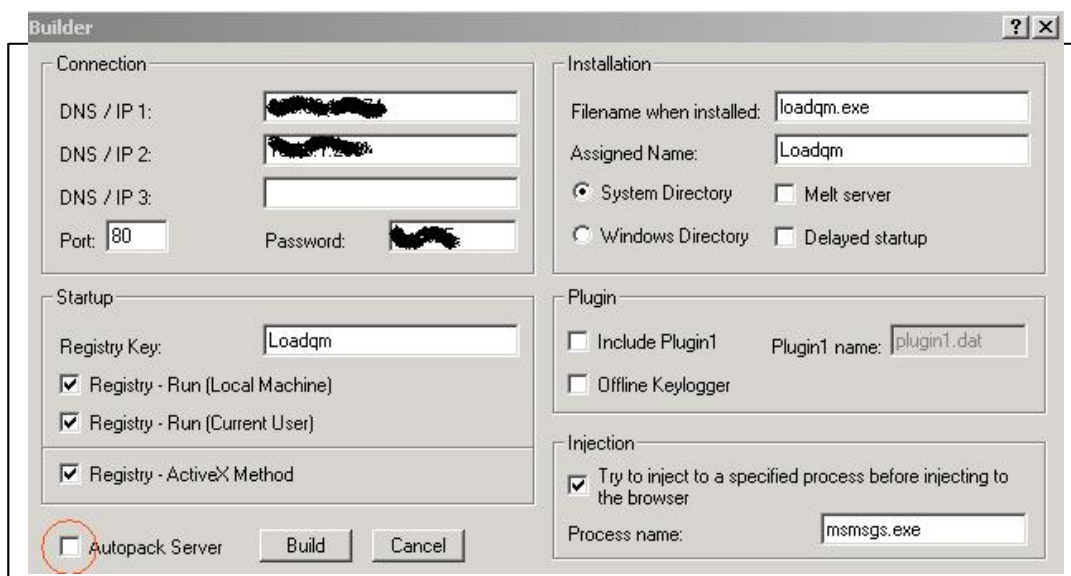 Builder
Connection
DNS / IP 1:
DNS / IP 2:
DNS / IP 3:
Port: 80 Password:
Startup
Registry Key: Loadqm
Registry - Run (Local Machine)
Registry - Run (Current User)
Registry - ActiveX Method
Autopack Server Build Cancel
Installation
Filename when installed: loadqm.exe
Assigned Name: Loadqm
System Directory Melt server
Windows Directory Delayed startup
Plugin
Include Plugin1 Plugin1 name: plugin1.dat
Offline Keylogger
Injection
Try to inject to a specified process before injecting to
the browser
Process name: msmsgs.exe